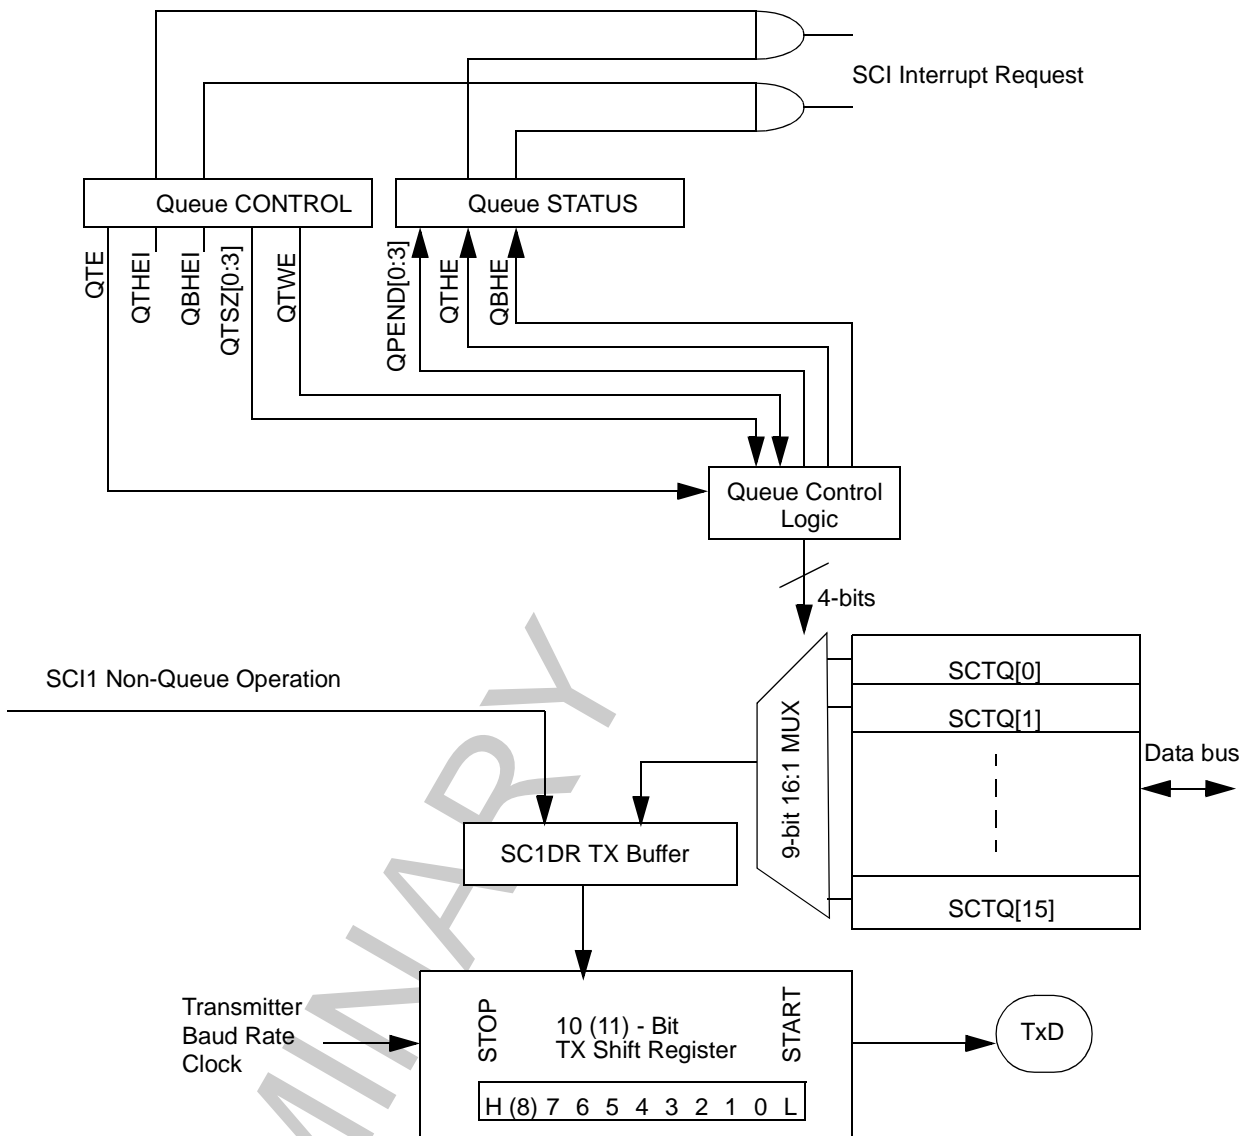 SCI Interrupt Request
Queue CONTROL
Queue STATUS
QTE
QTHEI
QBHEI
QTSZ[0:3]
QTWE
QPEND[0:3]
QTHE
QBHE
Queue Control
Logic
4-bits
SCI1 Non-Queue Operation
9-bit 16:1 MUX
SCTQ[0]
SCTQ[1]
SCTQ[15]
Data bus
SC1DR TX Buffer
Transmitter
Baud Rate
Clock
STOP
10 (11) - Bit
TX Shift Register
START
TxD
H (8) 7 6 5 4 3 2 1 0 L
MINARY